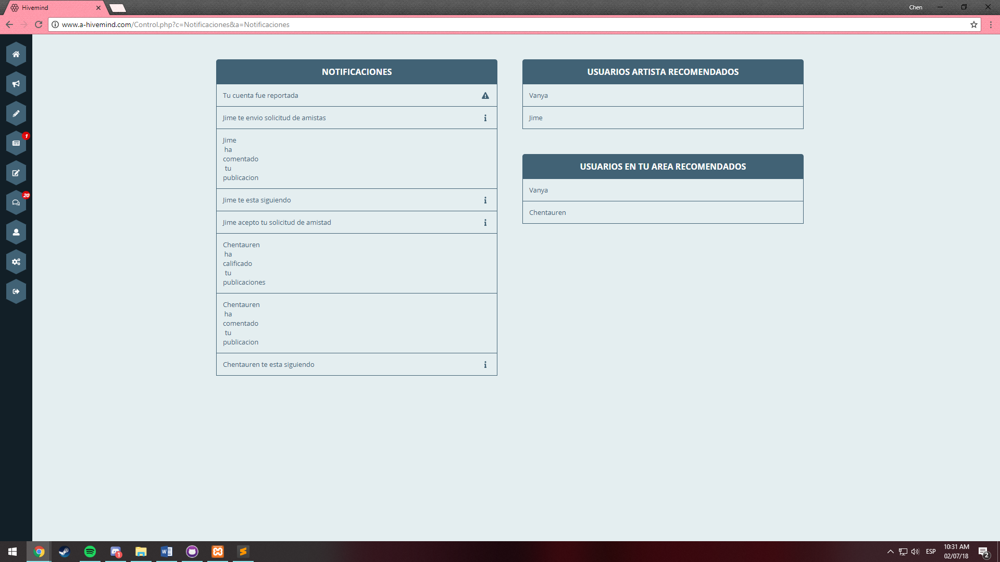 Hivemind
Chen
www.a-hivemind.com/Control.php?c=Notificaciones&a=Notificaciones
1
20
NOTIFICACIONES
Tu cuenta fue reportada
Jime te envio solicitud de amistas
Jime
ha
comentado
tu
publicacion
Jime te esta siguiendo
Jime acepto tu solicitud de amistad
Chentauren
ha
calificado
tu
publicaciones
Chentauren
ha
comentado
tu
publicacion
Chentauren te esta siguiendo
USUARIOS ARTISTA RECOMENDADOS
Vanya
Jime
USUARIOS EN TU AREA RECOMENDADOS
Vanya
Chentauren
1
ESP
10:31 AM
02/07/18
2